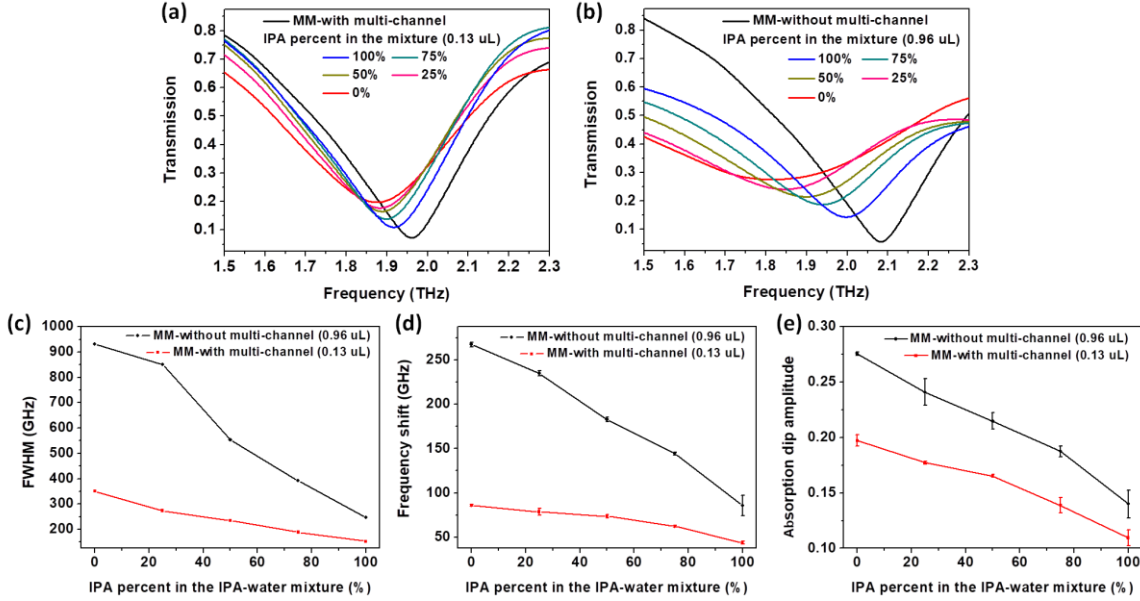 (a)
MM-with multi-channel
IPA percent in the mixture (0.13 uL)
100% 75%
50% 25%
0%
0.8
0.7
0.6
0.5
0.4
0.3
0.2
0.1
Transmission
1.5 1.6 1.7 1.8 1.9 2.0 2.1 2.2 2.3
Frequency (THz)
(b)
MM-without multi-channel
IPA percent in the mixture (0.96 uL)
100% 75%
50% 25%
0%
0.8
0.7
0.6
0.5
0.4
0.3
0.2
0.1
Transmission
1.5 1.6 1.7 1.8 1.9 2.0 2.1 2.2 2.3
Frequency (THz)
(c)
MM-without multi-channel (0.96 uL)
MM-with multi-channel (0.13 uL)
1000
900
800
700
600
500
400
300
200
FWHM (GHz)
0 20 40 60 80 100
IPA percent in the IPA-water mixture (%)
(d)
MM-without multi-channel (0.96 uL)
MM-with multi-channel (0.13 uL)
250
200
150
100
50
Frequency shift (GHz)
0 20 40 60 80 100
IPA percent in the IPA-water mixture (%)
(e)
MM-without multi-channel (0.96 uL)
MM-with multi-channel (0.13 uL)
0.30
0.25
0.20
0.15
0.10
Absorption dip amplitude
0 20 40 60 80 100
IPA percent in the IPA-water mixture (%)